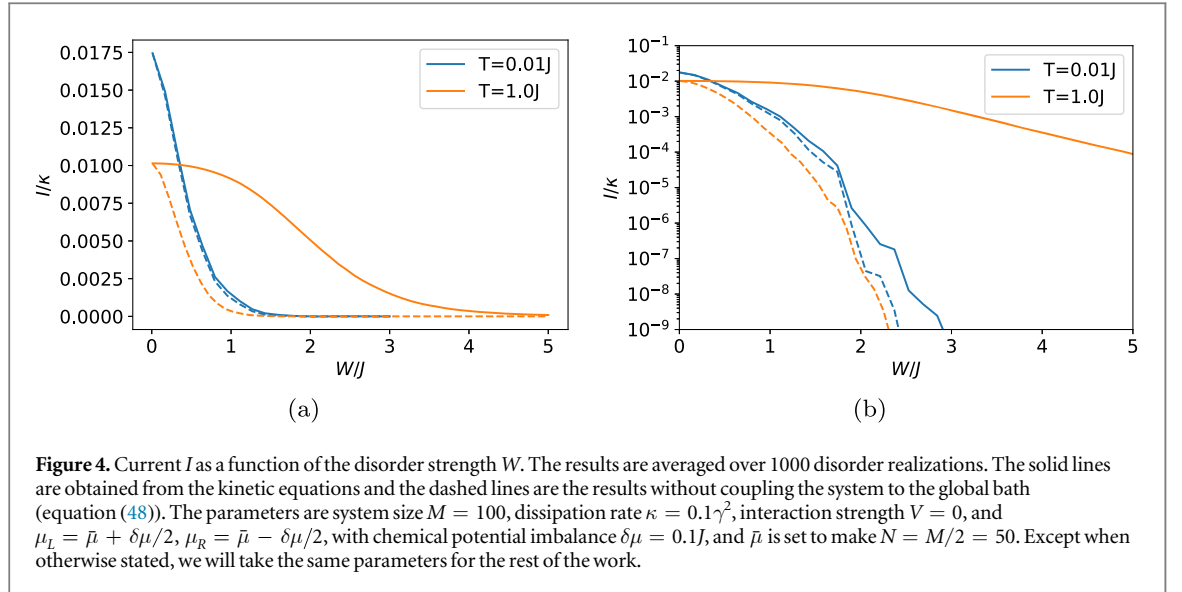 0.0175
0.0150
0.0125
0.0100
0.0075
0.0050
0.0025
0.0000
I/κ
0 1 2 3 4 5
W/J
T=0.01J
T=1.0J
(a)
10⁻¹
10⁻²
10⁻³
10⁻⁴
10⁻⁵
10⁻⁶
10⁻⁷
10⁻⁸
10⁻⁹
I/κ
0 1 2 3 4 5
W/J
T=0.01J
T=1.0J
(b)
Figure 4. Current I as a function of the disorder strength W. The results are averaged over 1000 disorder realizations. The solid lines
are obtained from the kinetic equations and the dashed lines are the results without coupling the system to the global bath
(equation (48)). The parameters are system size M = 100, dissipation rate κ = 0.1γ², interaction strength V = 0, and
μ_L = μ̄ + δμ/2, μ_R = μ̄ − δμ/2, with chemical potential imbalance δμ = 0.1J, and μ̄ is set to make N = M/2 = 50. Except when
otherwise stated, we will take the same parameters for the rest of the work.